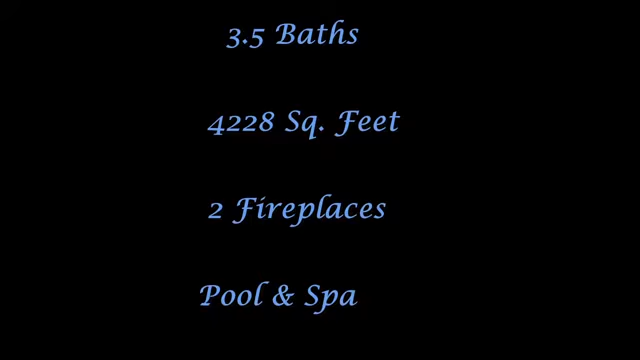 3.5 Baths
4228 Sq. Feet
2 Fireplaces
Pool & Spa